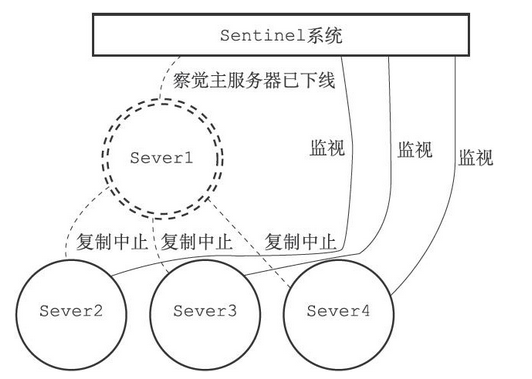 Sentinel系统
察觉主服务器已下线
监视
监视
监视
Sever1
复制中止
复制中止
复制中止
Sever2
Sever3
Sever4